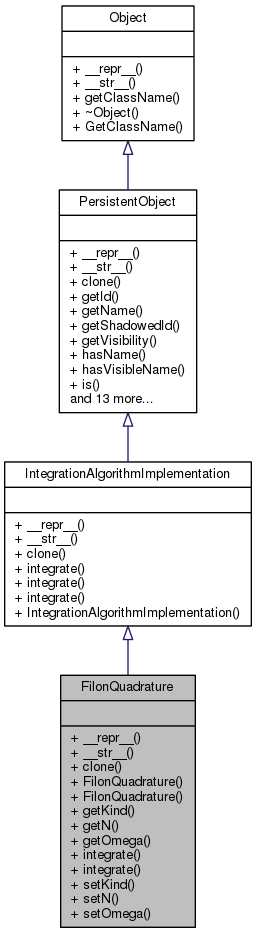 Object
+ __repr__()
+ __str__()
+ getClassName()
+ ~Object()
+ GetClassName()
PersistentObject
+ __repr__()
+ __str__()
+ clone()
+ getId()
+ getName()
+ getShadowedId()
+ getVisibility()
+ hasName()
+ hasVisibleName()
+ is()
and 13 more...
IntegrationAlgorithmImplementation
+ __repr__()
+ __str__()
+ clone()
+ integrate()
+ integrate()
+ integrate()
+ IntegrationAlgorithmImplementation()
FilonQuadrature
+ __repr__()
+ __str__()
+ clone()
+ FilonQuadrature()
+ FilonQuadrature()
+ getKind()
+ getN()
+ getOmega()
+ integrate()
+ integrate()
+ setKind()
+ setN()
+ setOmega()